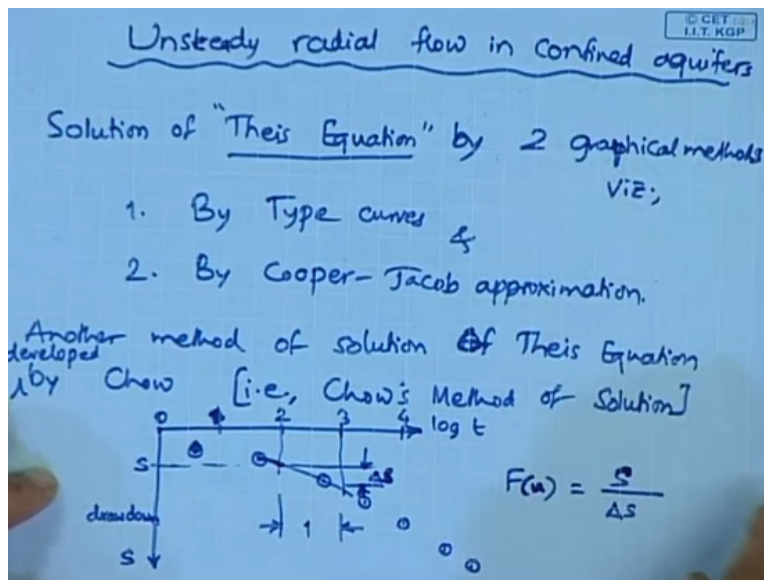 © CET
I.I.T. KGP
Unsteady radial flow in confined aquifers
Solution of "Theis Equation" by 2 graphical methods
viz;,
1. By Type curves &
2. By Cooper-Jacob approximation.
Another method of solution of Theis Equation
developed
by Chow [i.e, Chow's Method of Solution]
0 2 3 4 log t
S
ΔS
F(u) = S / ΔS
drawdown
1
S